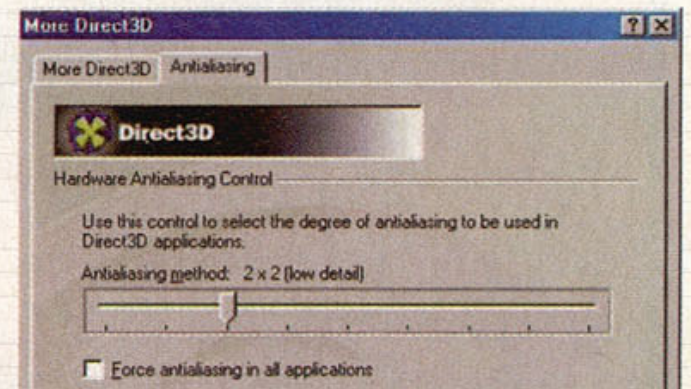 More Direct3D
More Direct3D Antialiasing
Direct3D
Hardware Antialiasing Control
Use this control to select the degree of antialiasing to be used in
Direct3D applications.
Antialiasing method: 2 x 2 (low detail)
Force antialiasing in all applications